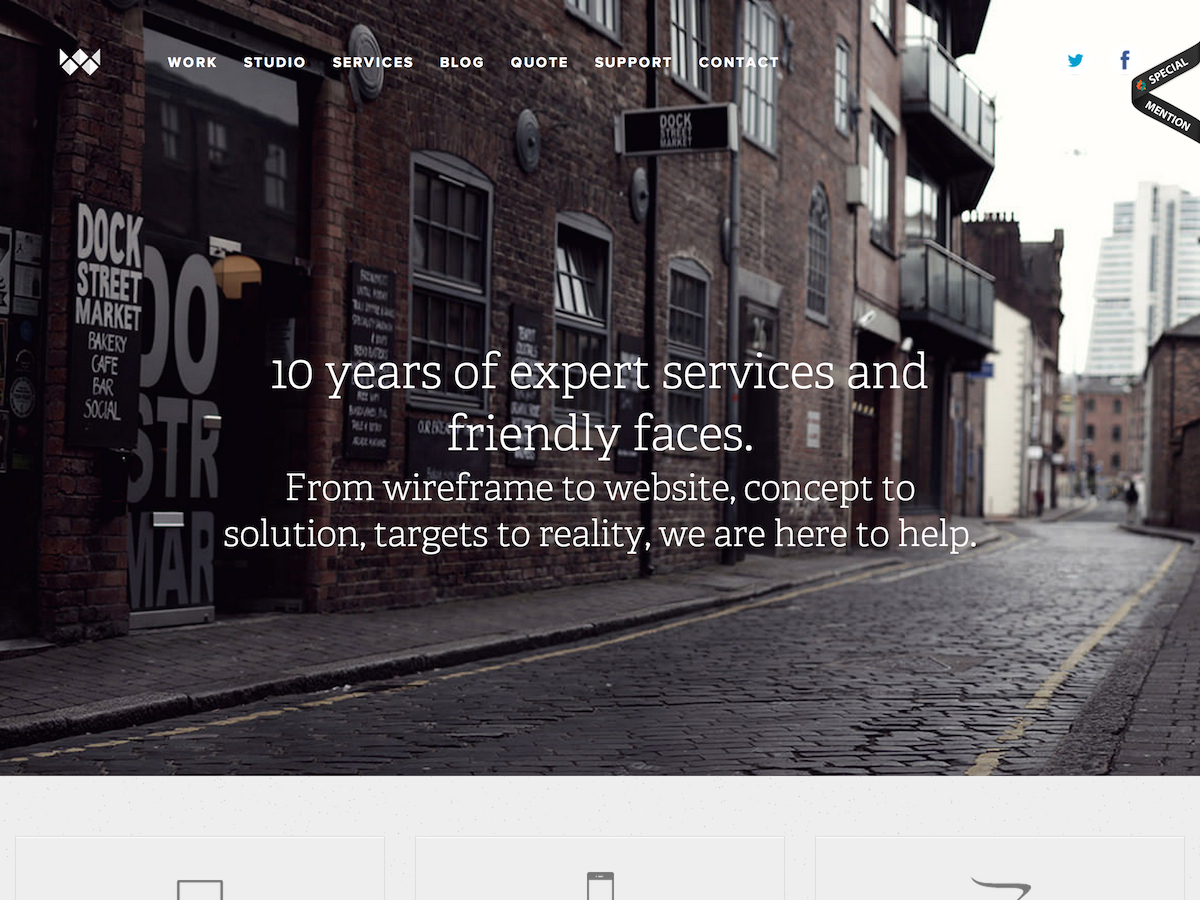 WORK STUDIO SERVICES BLOG QUOTE SUPPORT CONTACT
SPECIAL
MENTION
DOCK
STREET
MARKET
DOCK
STREET
MARKET
BAKERY
CAFE
BAR
SOCIAL
DO
STR
MAR
26
10 years of expert services and
friendly faces.
From wireframe to website, concept to
solution, targets to reality, we are here to help.